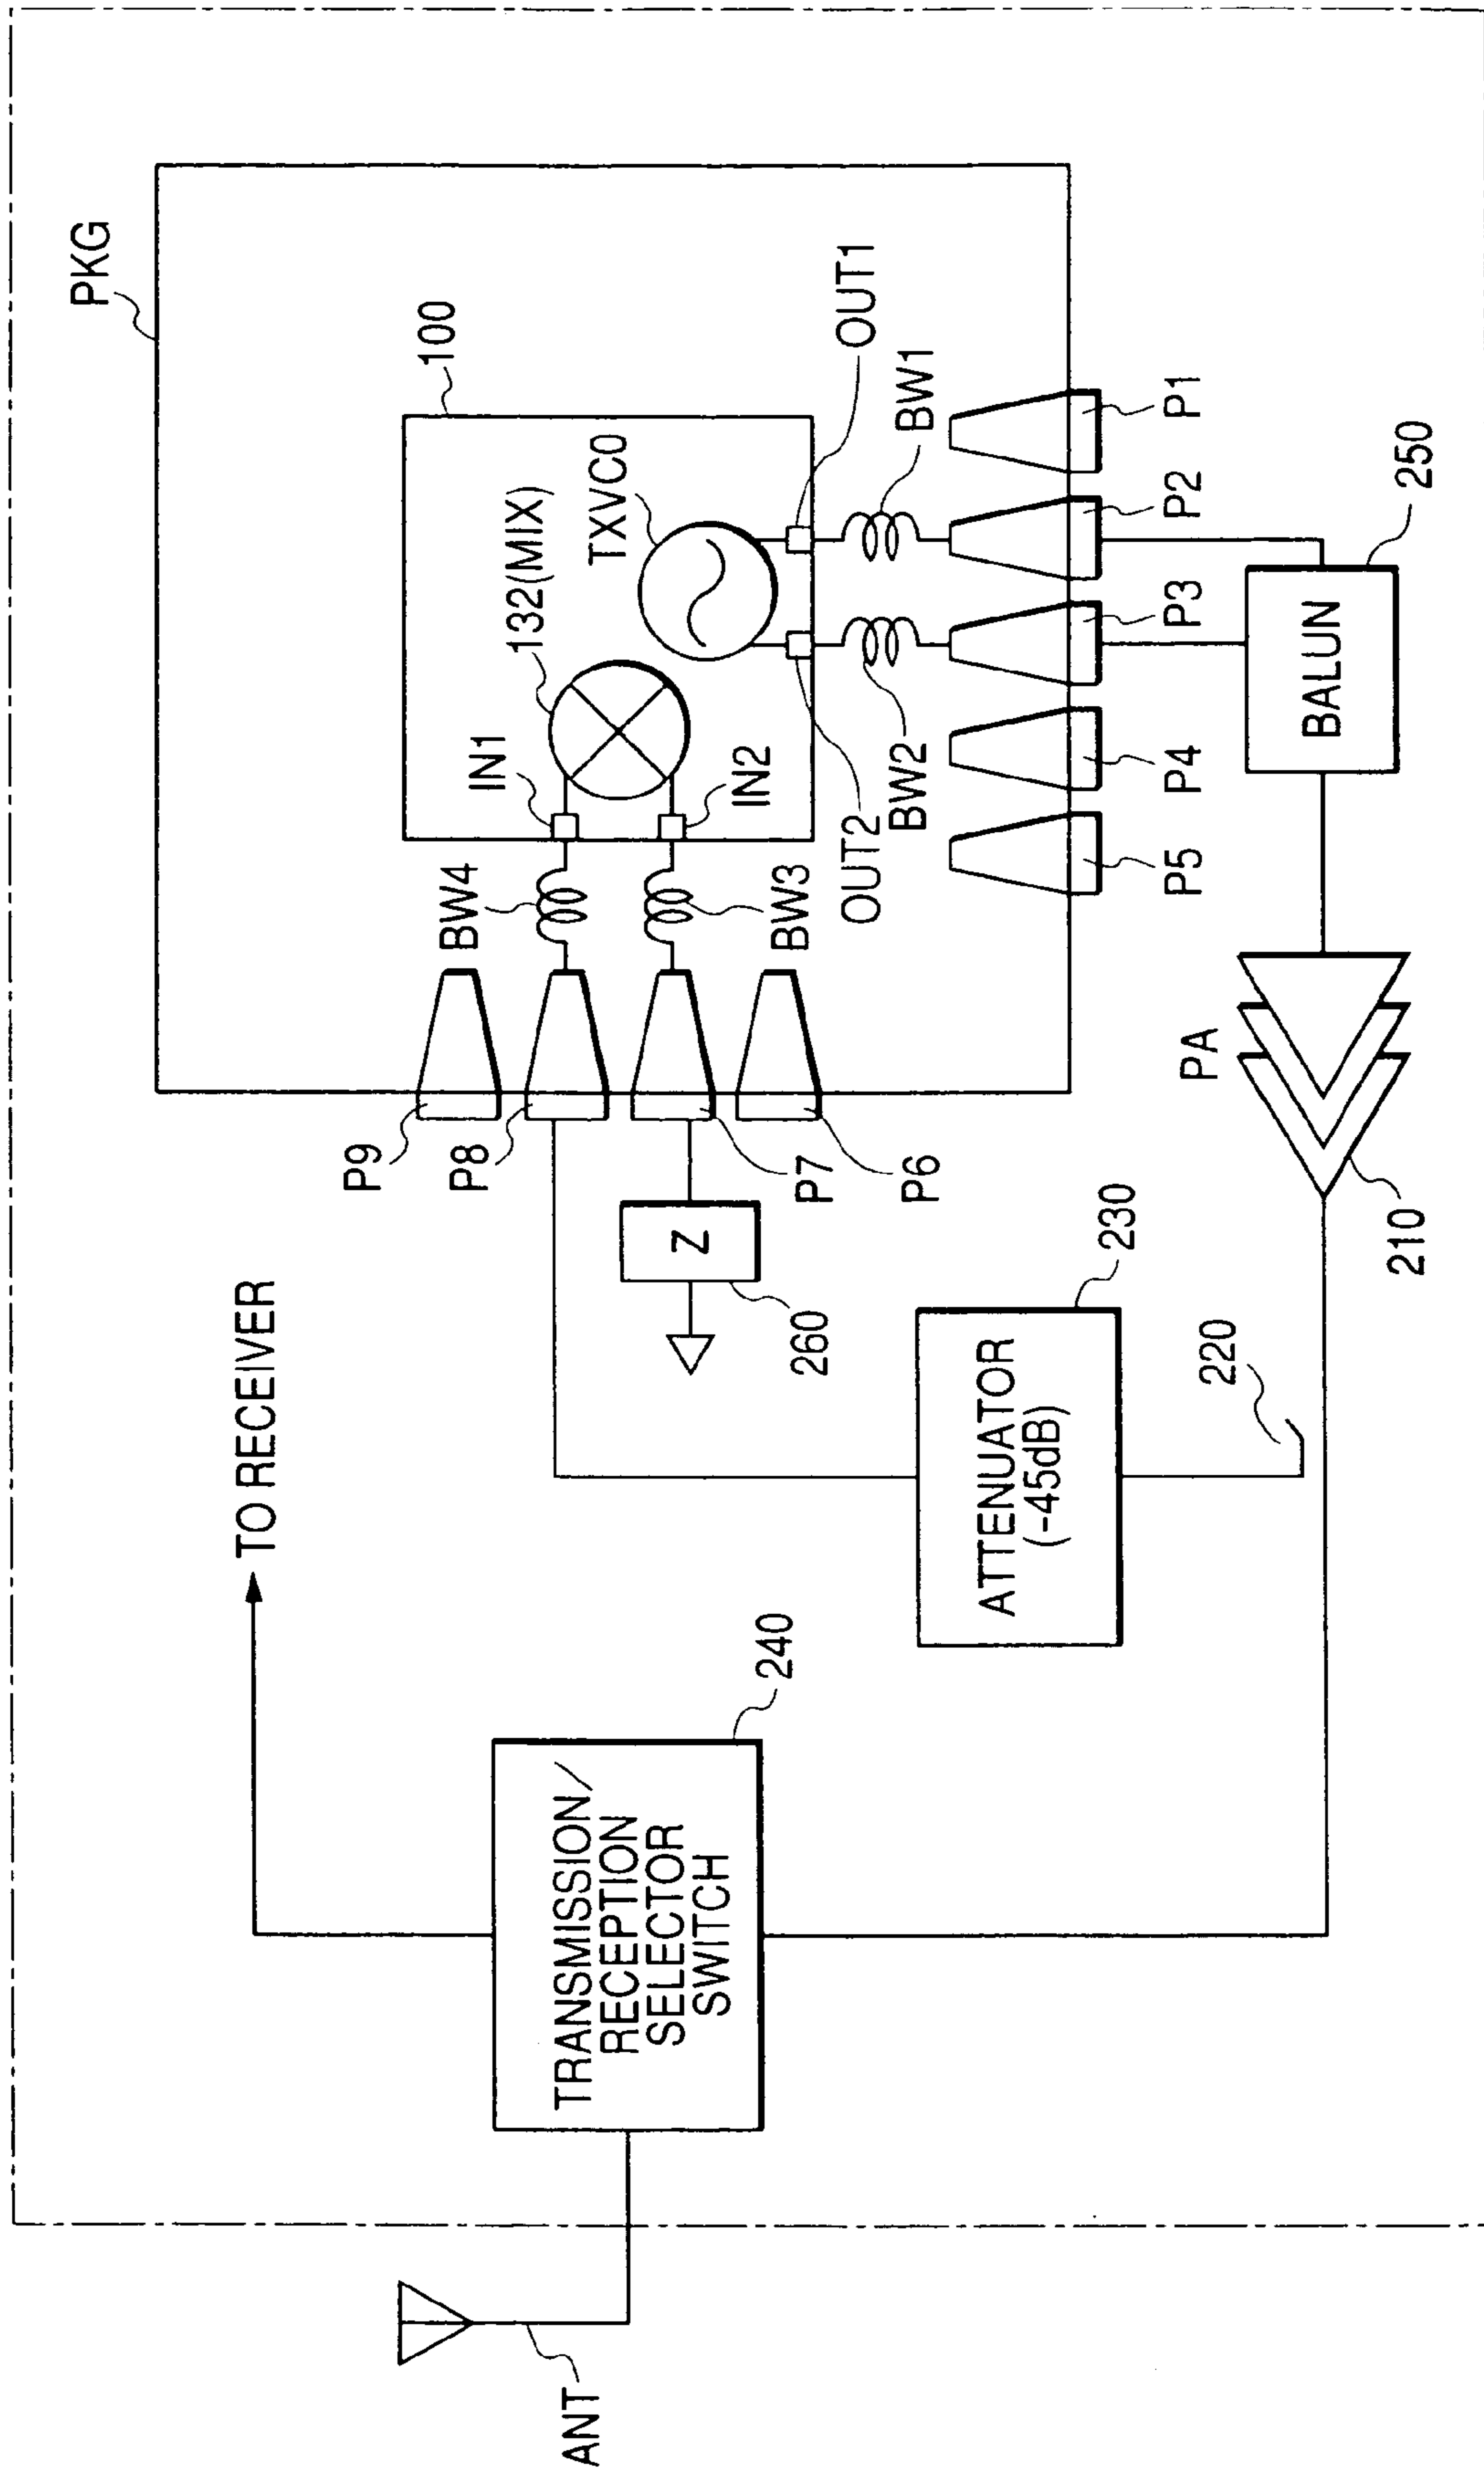 PKG
100
132(MIX)
TXVCO
IN1
IN2
OUT1
OUT2
BW1
BW2
BW3
BW4
P1
P2
P3
P4
P5
P6
P7
P8
P9
BALUN
250
PA
210
Z
260
TO RECEIVER
ATTENUATOR
(-45dB)
230
220
TRANSMISSION/
RECEPTION
SELECTOR
SWITCH
240
ANT